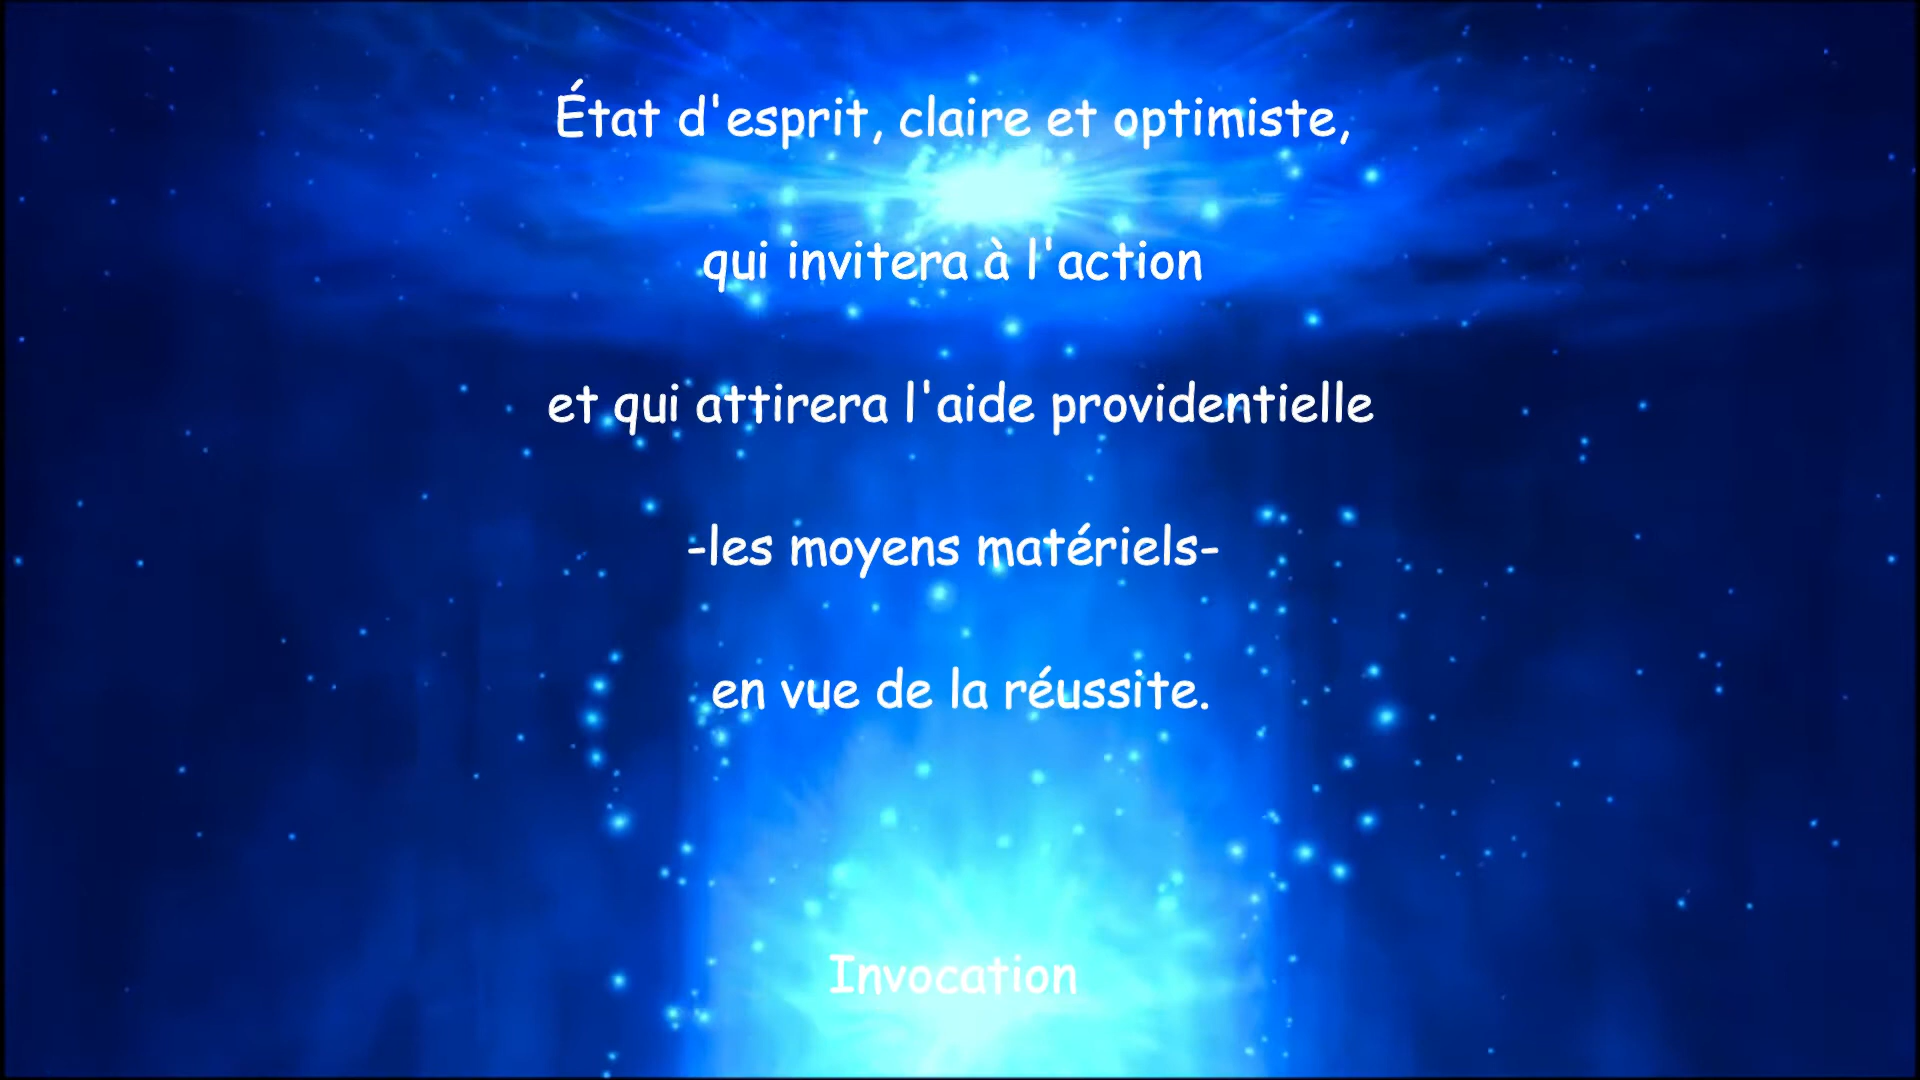 État d'esprit, claire et optimiste,
qui invitera à l'action
et qui attirera l'aide providentielle
-les moyens matériels-
en vue de la réussite.
Invocation